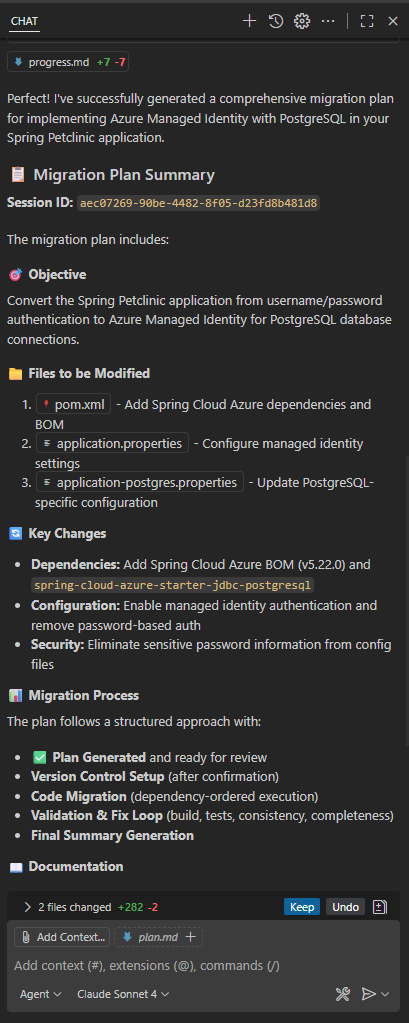 CHAT
progress.md +7 -7
Perfect! I've successfully generated a comprehensive migration plan
for implementing Azure Managed Identity with PostgreSQL in your
Spring Petclinic application.
Migration Plan Summary
Session ID: aec07269-90be-4482-8f05-d23fd8b481d8
The migration plan includes:
Objective
Convert the Spring Petclinic application from username/password
authentication to Azure Managed Identity for PostgreSQL database
connections.
Files to be Modified
1. pom.xml - Add Spring Cloud Azure dependencies and
BOM
2. application.properties - Configure managed identity
settings
3. application-postgres.properties - Update PostgreSQL-
specific configuration
Key Changes
• Dependencies: Add Spring Cloud Azure BOM (v5.22.0) and
spring-cloud-azure-starter-jdbc-postgresql
• Configuration: Enable managed identity authentication and
remove password-based auth
• Security: Eliminate sensitive password information from config
files
Migration Process
The plan follows a structured approach with:
• ✅ Plan Generated and ready for review
• Version Control Setup (after confirmation)
• Code Migration (dependency-ordered execution)
• Validation & Fix Loop (build, tests, consistency, completeness)
• Final Summary Generation
Documentation
2 files changed +282 -2 Keep Undo
Add Context... plan.md
Add context (#), extensions (@), commands (/)
Agent Claude Sonnet 4